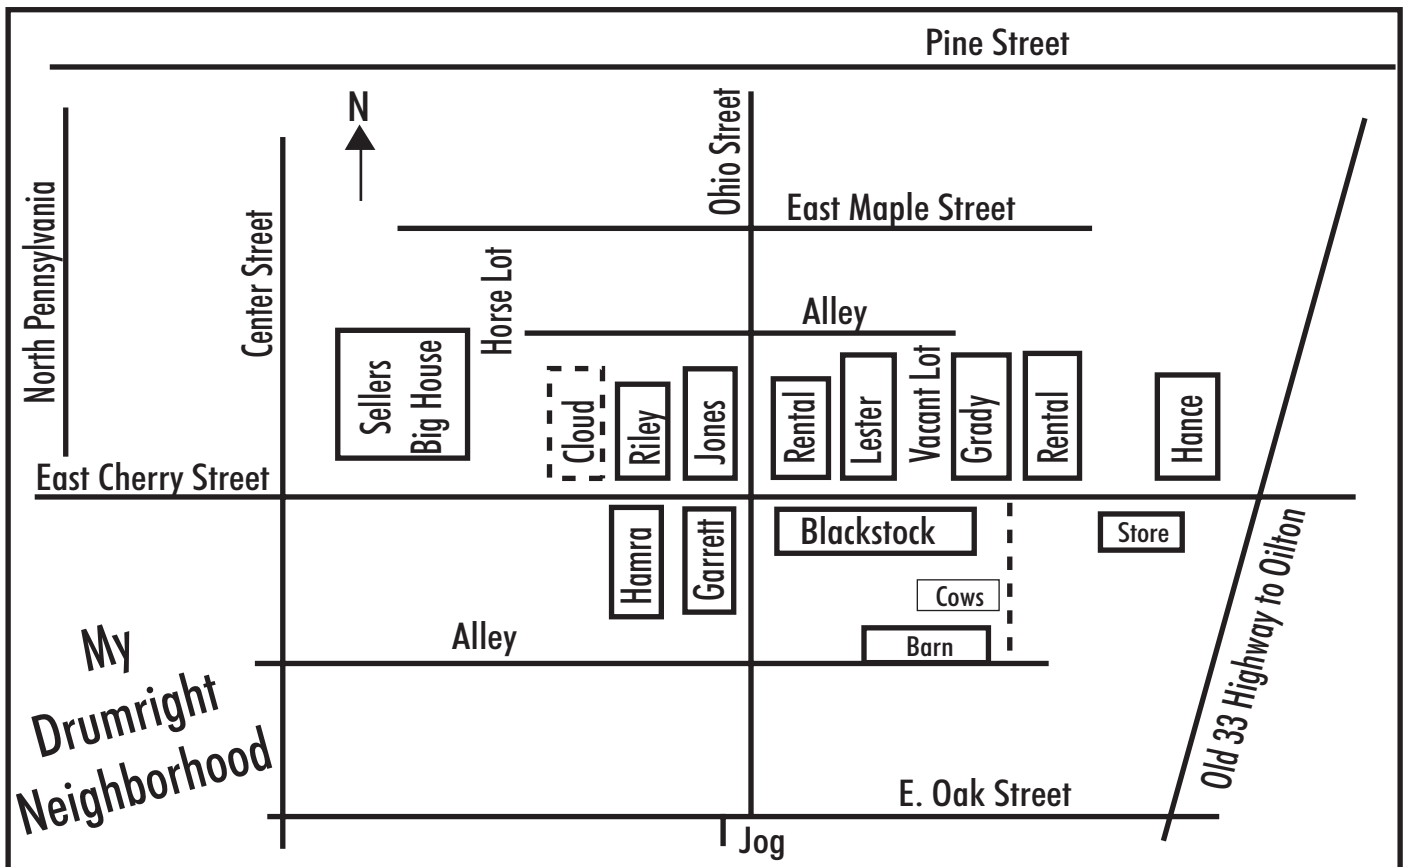 Pine Street
N
North Pennsylvania
Center Street
Ohio Street
East Maple Street
Horse Lot
Alley
Sellers
Big House
Cloud
Riley
Jones
Rental
Lester
Vacant Lot
Grady
Rental
Hance
East Cherry Street
Hamra
Garrett
Blackstock
Store
Cows
Barn
Alley
Old 33 Highway to Oilton
My
Drumright
Neighborhood
E. Oak Street
Jog